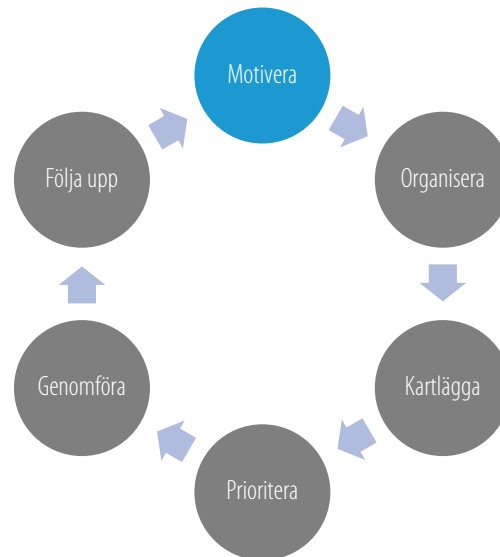 Motivera
Organisera
Kartlägga
Prioritera
Genomföra
Följa upp